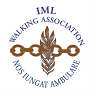 IML
WALKING ASSOCIATION
NOS IUNGAT AMBULARE